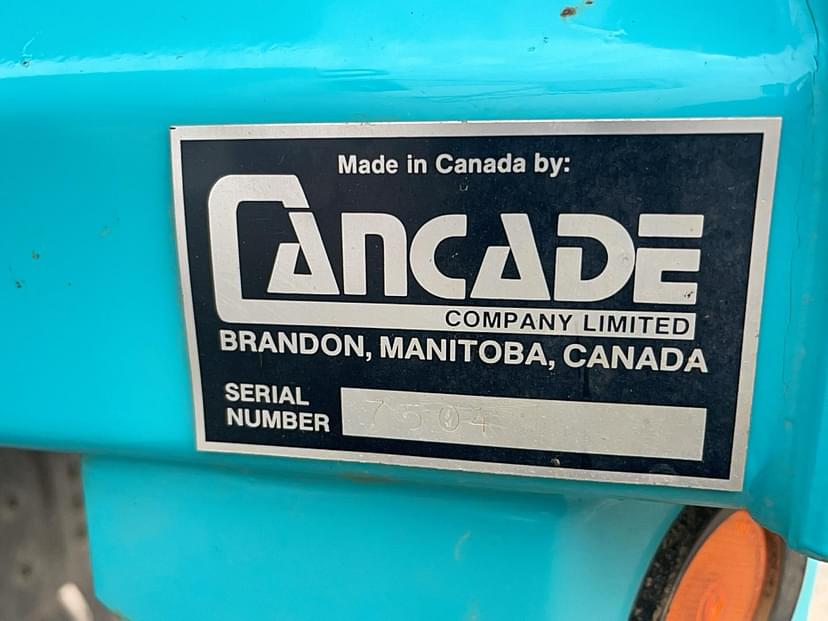 Made in Canada by:
CANCADE
COMPANY LIMITED
BRANDON, MANITOBA, CANADA
SERIAL
NUMBER 7504